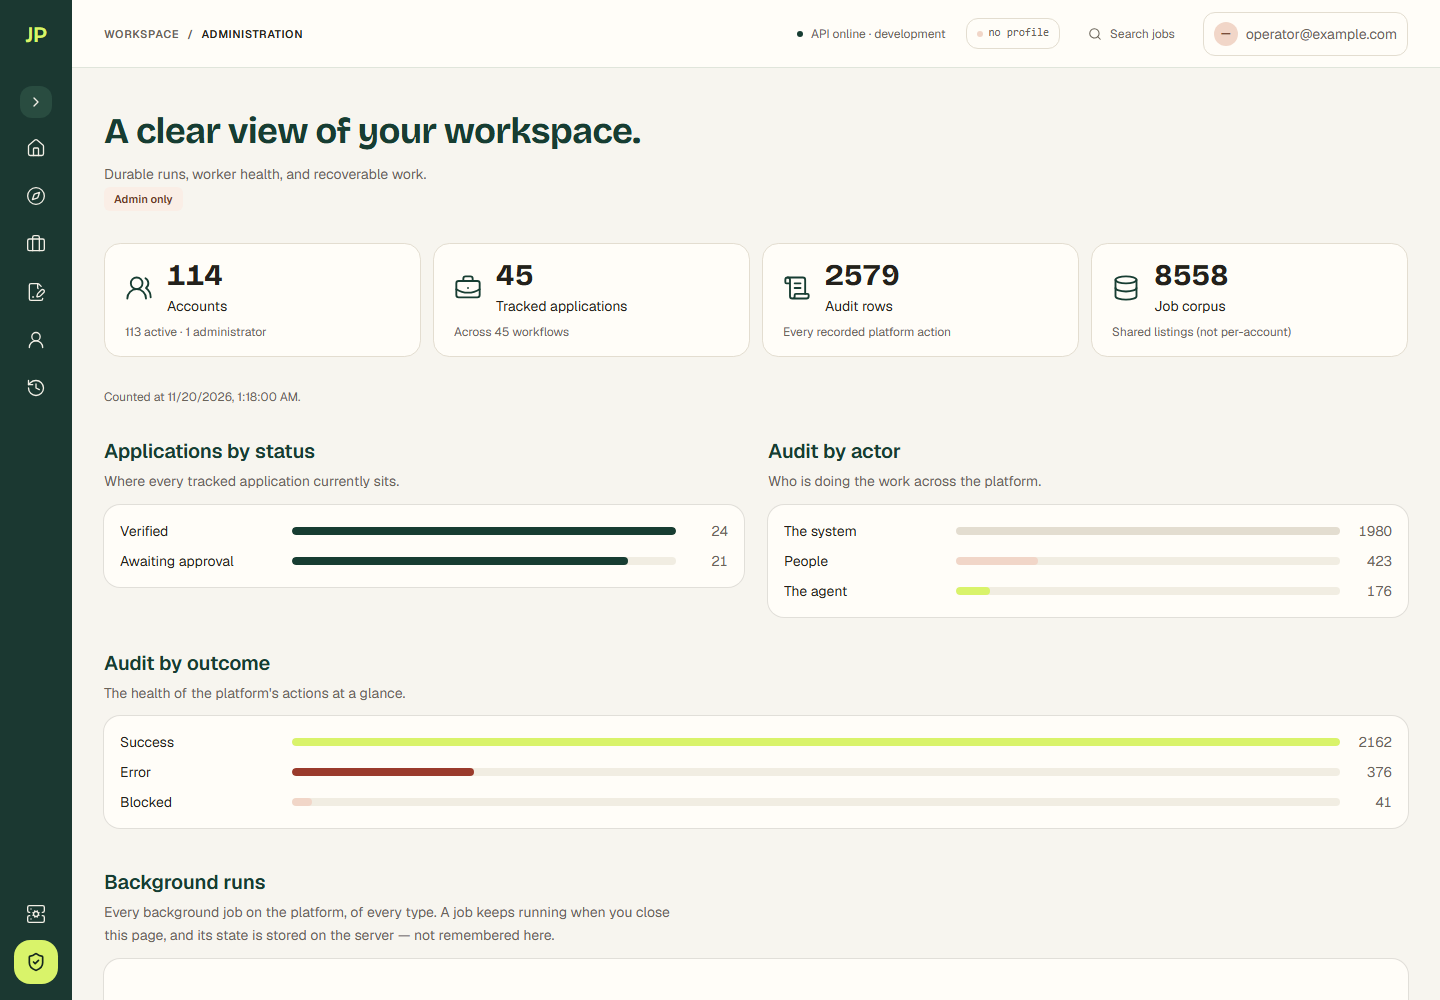 JP
WORKSPACE / ADMINISTRATION
API online · development
no profile
Search jobs
operator@example.com
A clear view of your workspace.
Durable runs, worker health, and recoverable work.
Admin only
114
Accounts
113 active · 1 administrator
45
Tracked applications
Across 45 workflows
2579
Audit rows
Every recorded platform action
8558
Job corpus
Shared listings (not per-account)
Counted at 11/20/2026, 1:18:00 AM.
Applications by status
Where every tracked application currently sits.
Verified 24
Awaiting approval 21
Audit by actor
Who is doing the work across the platform.
The system 1980
People 423
The agent 176
Audit by outcome
The health of the platform's actions at a glance.
Success 2162
Error 376
Blocked 41
Background runs
Every background job on the platform, of every type. A job keeps running when you close
this page, and its state is stored on the server — not remembered here.